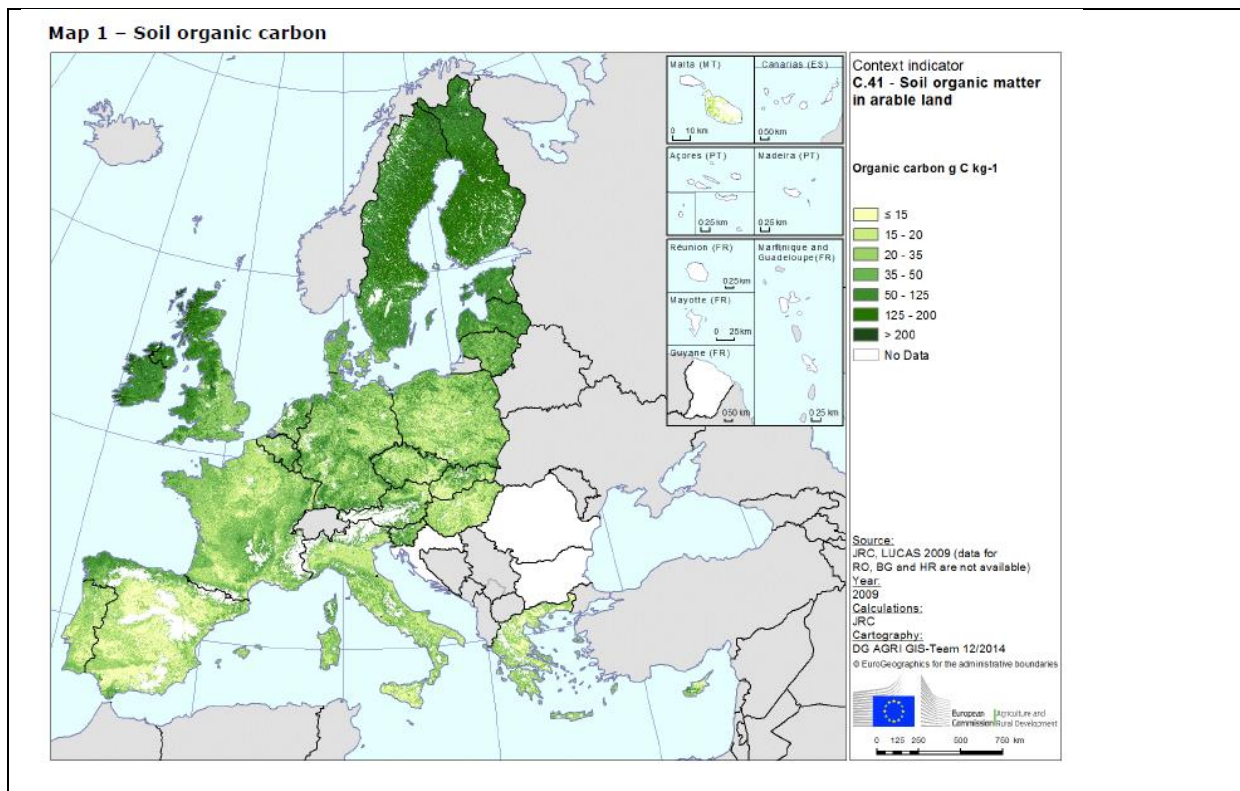 Map 1 – Soil organic carbon
Malta (MT)
0 10 km
Canarias (ES)
0 50 km
Açores (PT)
0 25 km
Madeira (PT)
0 25 km
Réunion (FR)
0 25 km
Mayotte (FR)
0 25 km
Guyane (FR)
0 50 km
Martinique and
Guadeloupe (FR)
0 25 km
Context indicator
C.41 - Soil organic matter
in arable land
Organic carbon g C kg-1
≤ 15
15 - 20
20 - 35
35 - 50
50 - 125
125 - 200
> 200
No Data
Source:
JRC, LUCAS 2009 (data for
RO, BG and HR are not available)
Year:
2009
Calculations:
JRC
Cartography:
DG AGRI GIS-Team 12/2014
© EuroGeographics for the administrative boundaries
European
Commission
Agriculture and
Rural Development
0 125 250 500 750 km